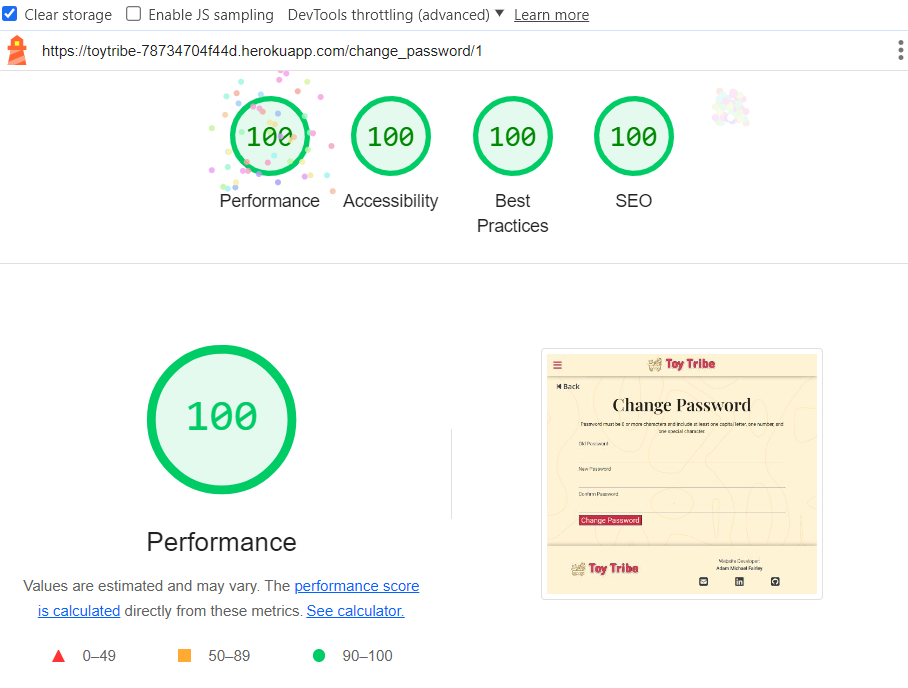 Clear storage Enable JS sampling DevTools throttling (advanced) Learn more
https://toytribe-78734704f44d.herokuapp.com/change_password/1
100 100 100 100
Performance Accessibility Best Practices SEO
100
Performance
Values are estimated and may vary. The performance score
is calculated directly from these metrics. See calculator.
0–49 50–89 90–100
Toy Tribe
Back
Change Password
Password must be 8 or more characters and include at least one capital letter, one number, and
one special character.
Old Password
New Password
Confirm Password
Change Password
Toy Tribe
Website Developer:
Adam Michael Farley